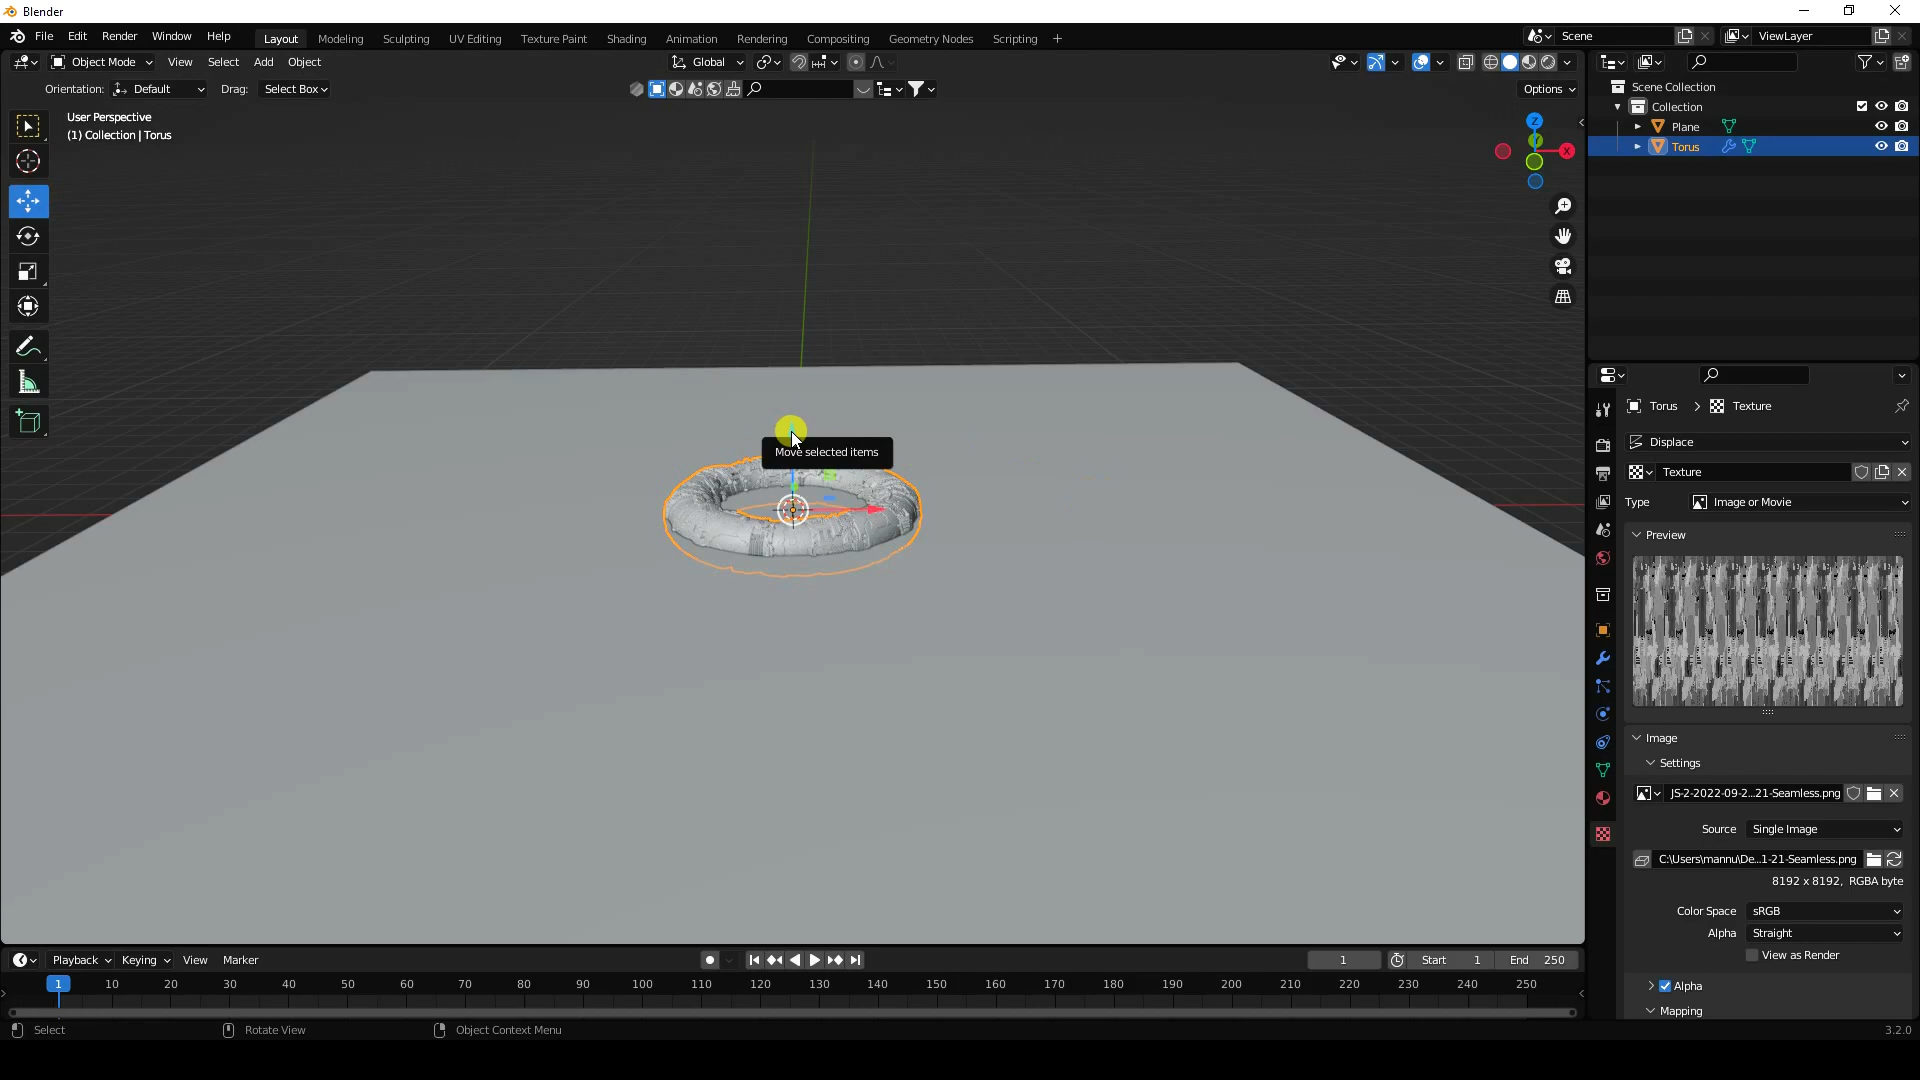 Blender
File Edit Render Window Help Layout Modeling Sculpting UV Editing Texture Paint Shading Animation Rendering Compositing Geometry Nodes Scripting + Scene ViewLayer
Object Mode View Select Add Object Global
Orientation: Default Drag: Select Box Options
User Perspective
(1) Collection | Torus
Z
X
Move selected items
Scene Collection
Collection
Plane
Torus
Torus > Texture
Displace
Texture
Type Image or Movie
Preview
Image
Settings
JS-2-2022-09-2...21-Seamless.png
Source Single Image
C:\Users\mannu\De...1-21-Seamless.png
8192 x 8192, RGBA byte
Color Space sRGB
Alpha Straight
View as Render
Alpha
Mapping
Playback Keying View Marker 1 Start 1 End 250
1 10 20 30 40 50 60 70 80 90 100 110 120 130 140 150 160 170 180 190 200 210 220 230 240 250
Select Rotate View Object Context Menu 3.2.0